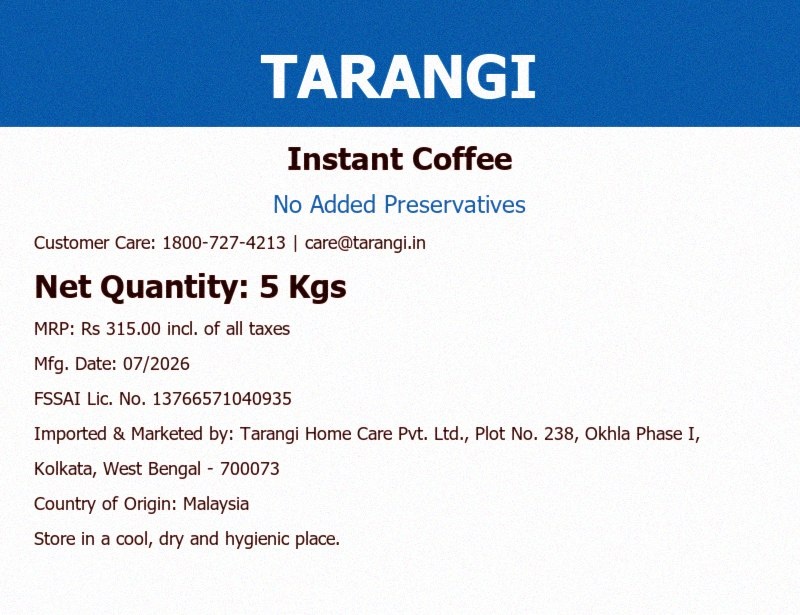 TARANGI
Instant Coffee
No Added Preservatives
Customer Care: 1800-727-4213 | care@tarangi.in
Net Quantity: 5 Kgs
MRP: Rs 315.00 incl. of all taxes
Mfg. Date: 07/2026
FSSAI Lic. No. 13766571040935
Imported & Marketed by: Tarangi Home Care Pvt. Ltd., Plot No. 238, Okhla Phase I,
Kolkata, West Bengal - 700073
Country of Origin: Malaysia
Store in a cool, dry and hygienic place.